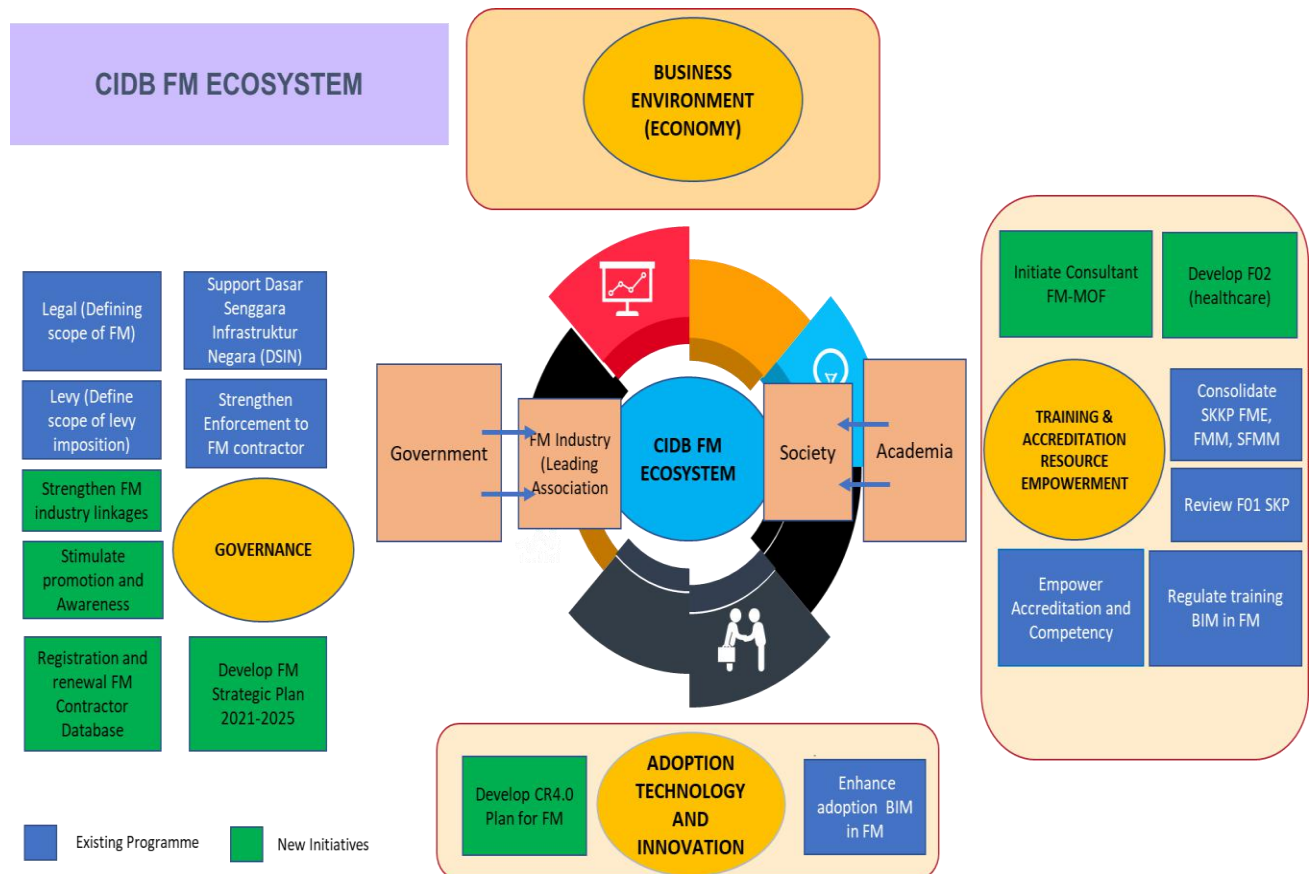 CIDB FM ECOSYSTEM
BUSINESS
ENVIRONMENT
(ECONOMY)
Legal (Defining
scope of FM)
Support Dasar
Senggara
Infrastruktur
Negara (DSIN)
Levy (Define
scope of levy
imposition)
Strengthen
Enforcement to
FM contractor
Strengthen FM
industry linkages
Stimulate
promotion and
Awareness
GOVERNANCE
Registration and
renewal FM
Contractor
Database
Develop FM
Strategic Plan
2021-2025
Government
FM Industry
(Leading
Association
CIDB FM
ECOSYSTEM
Society
Academia
Initiate Consultant
FM-MOF
Develop F02
(healthcare)
TRAINING &
ACCREDITATION
RESOURCE
EMPOWERMENT
Consolidate
SKKP FME,
FMM, SFMM
Review F01 SKP
Empower
Accreditation and
Competency
Regulate training
BIM in FM
Develop CR4.0
Plan for FM
ADOPTION
TECHNOLOGY
AND
INNOVATION
Enhance
adoption BIM
in FM
Existing Programme
New Initiatives